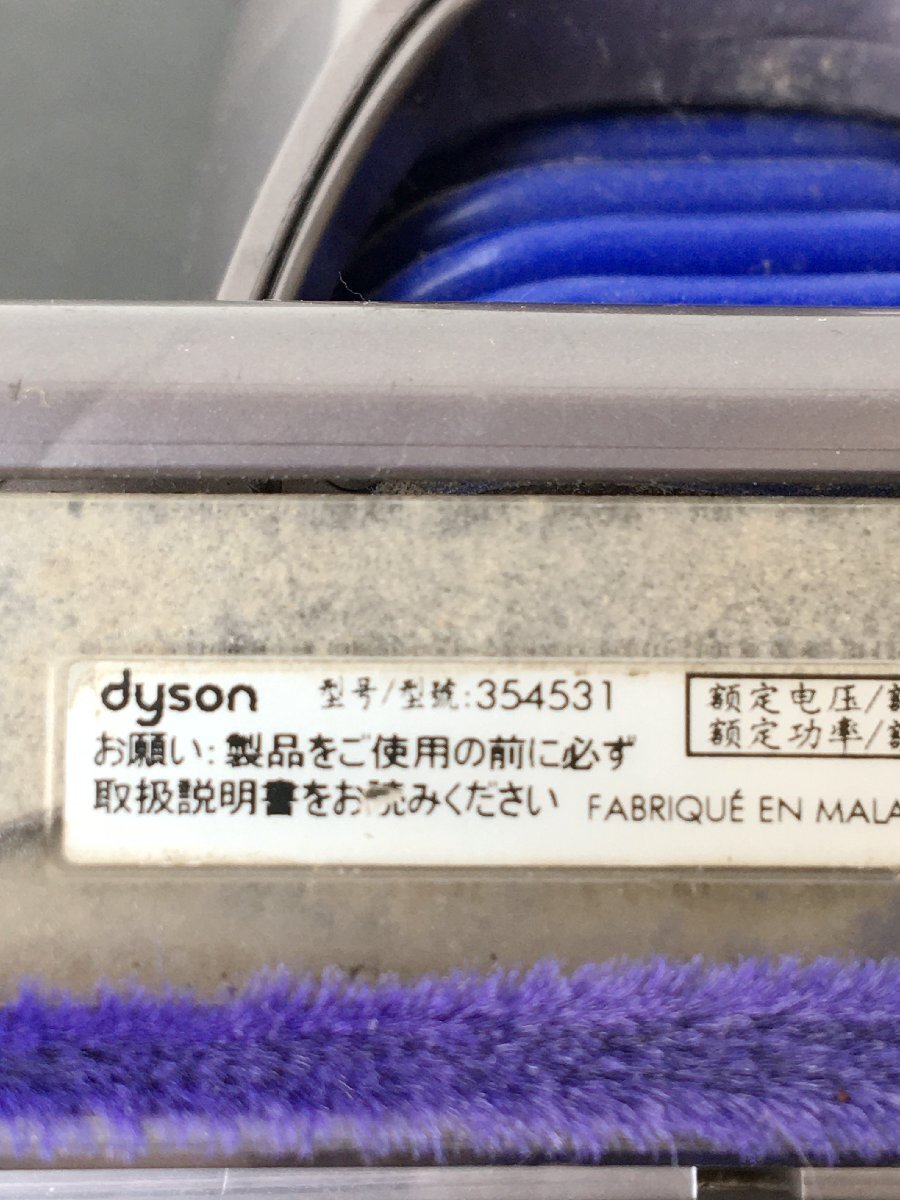 dyson 型号/型號:354531
お願い:製品をご使用の前に必ず
取扱説明書をお読みください
FABRIQUÉ EN MALA
额定电压/
额定功率/